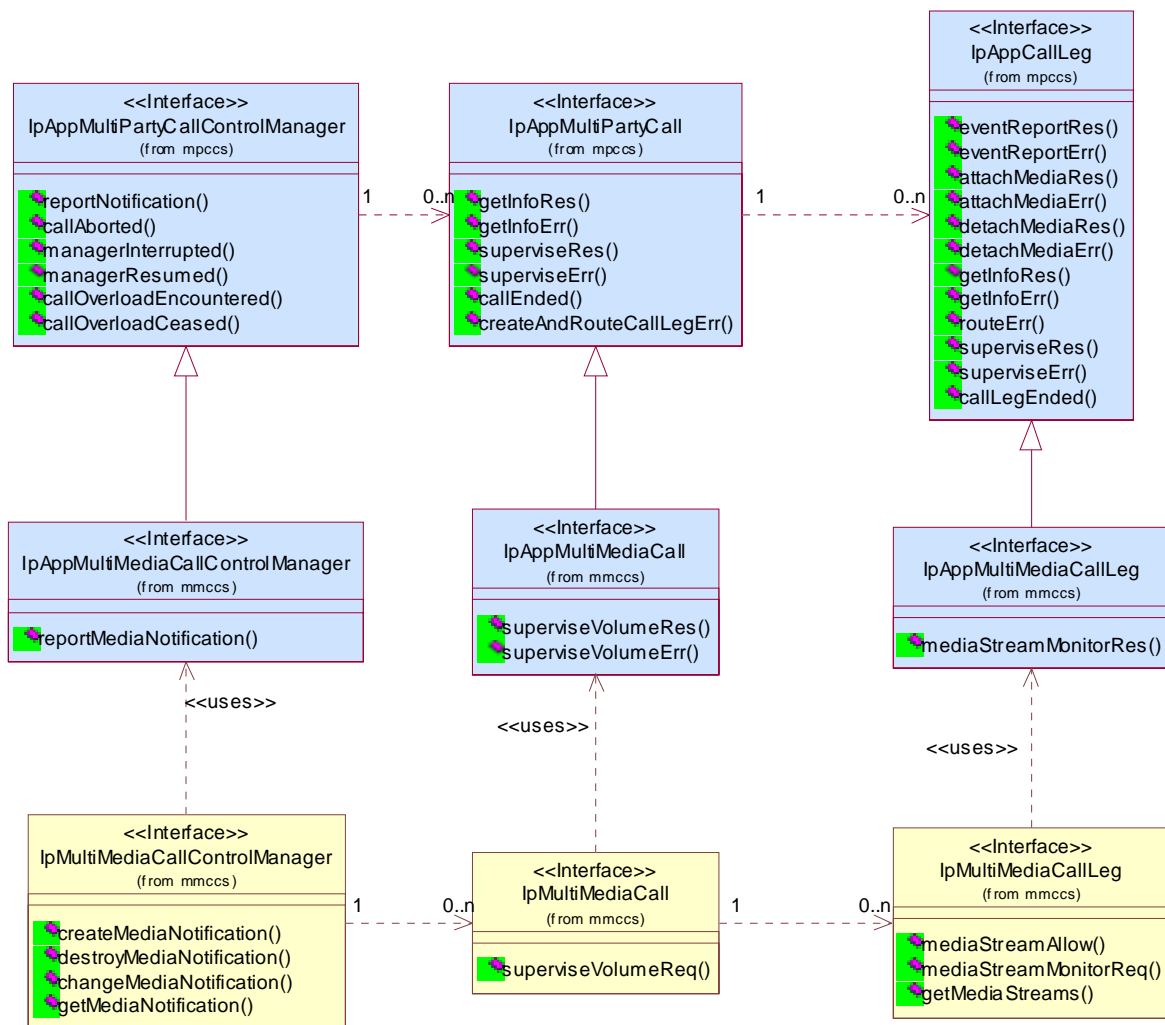 <<Interface>>
IpAppMultiPartyCallControlManager
(from mpccs)
reportNotification()
callAborted()
managerInterrupted()
managerResumed()
callOverloadEncountered()
callOverloadCeased()
1
0..n
<<Interface>>
IpAppMultiPartyCall
(from mpccs)
getInfoRes()
getInfoErr()
superviseRes()
superviseErr()
callEnded()
createAndRouteCallLegErr()
1
0..n
<<Interface>>
IpAppCallLeg
(from mpccs)
eventReportRes()
eventReportErr()
attachMediaRes()
attachMediaErr()
detachMediaRes()
detachMediaErr()
getInfoRes()
getInfoErr()
routeErr()
superviseRes()
superviseErr()
callLegEnded()
<<Interface>>
IpAppMultiMediaCallControlManager
(from mmccs)
reportMediaNotification()
<<Interface>>
IpAppMultiMediaCall
(from mmccs)
superviseVolumeRes()
superviseVolumeErr()
<<Interface>>
IpAppMultiMediaCallLeg
(from mmccs)
mediaStreamMonitorRes()
<<uses>>
<<uses>>
<<uses>>
<<Interface>>
IpMultiMediaCallControlManager
(from mmccs)
createMediaNotification()
destroyMediaNotification()
changeMediaNotification()
getMediaNotification()
1
0..n
<<Interface>>
IpMultiMediaCall
(from mmccs)
superviseVolumeReq()
1
0..n
<<Interface>>
IpMultiMediaCallLeg
(from mmccs)
mediaStreamAllow()
mediaStreamMonitorReq()
getMediaStreams()